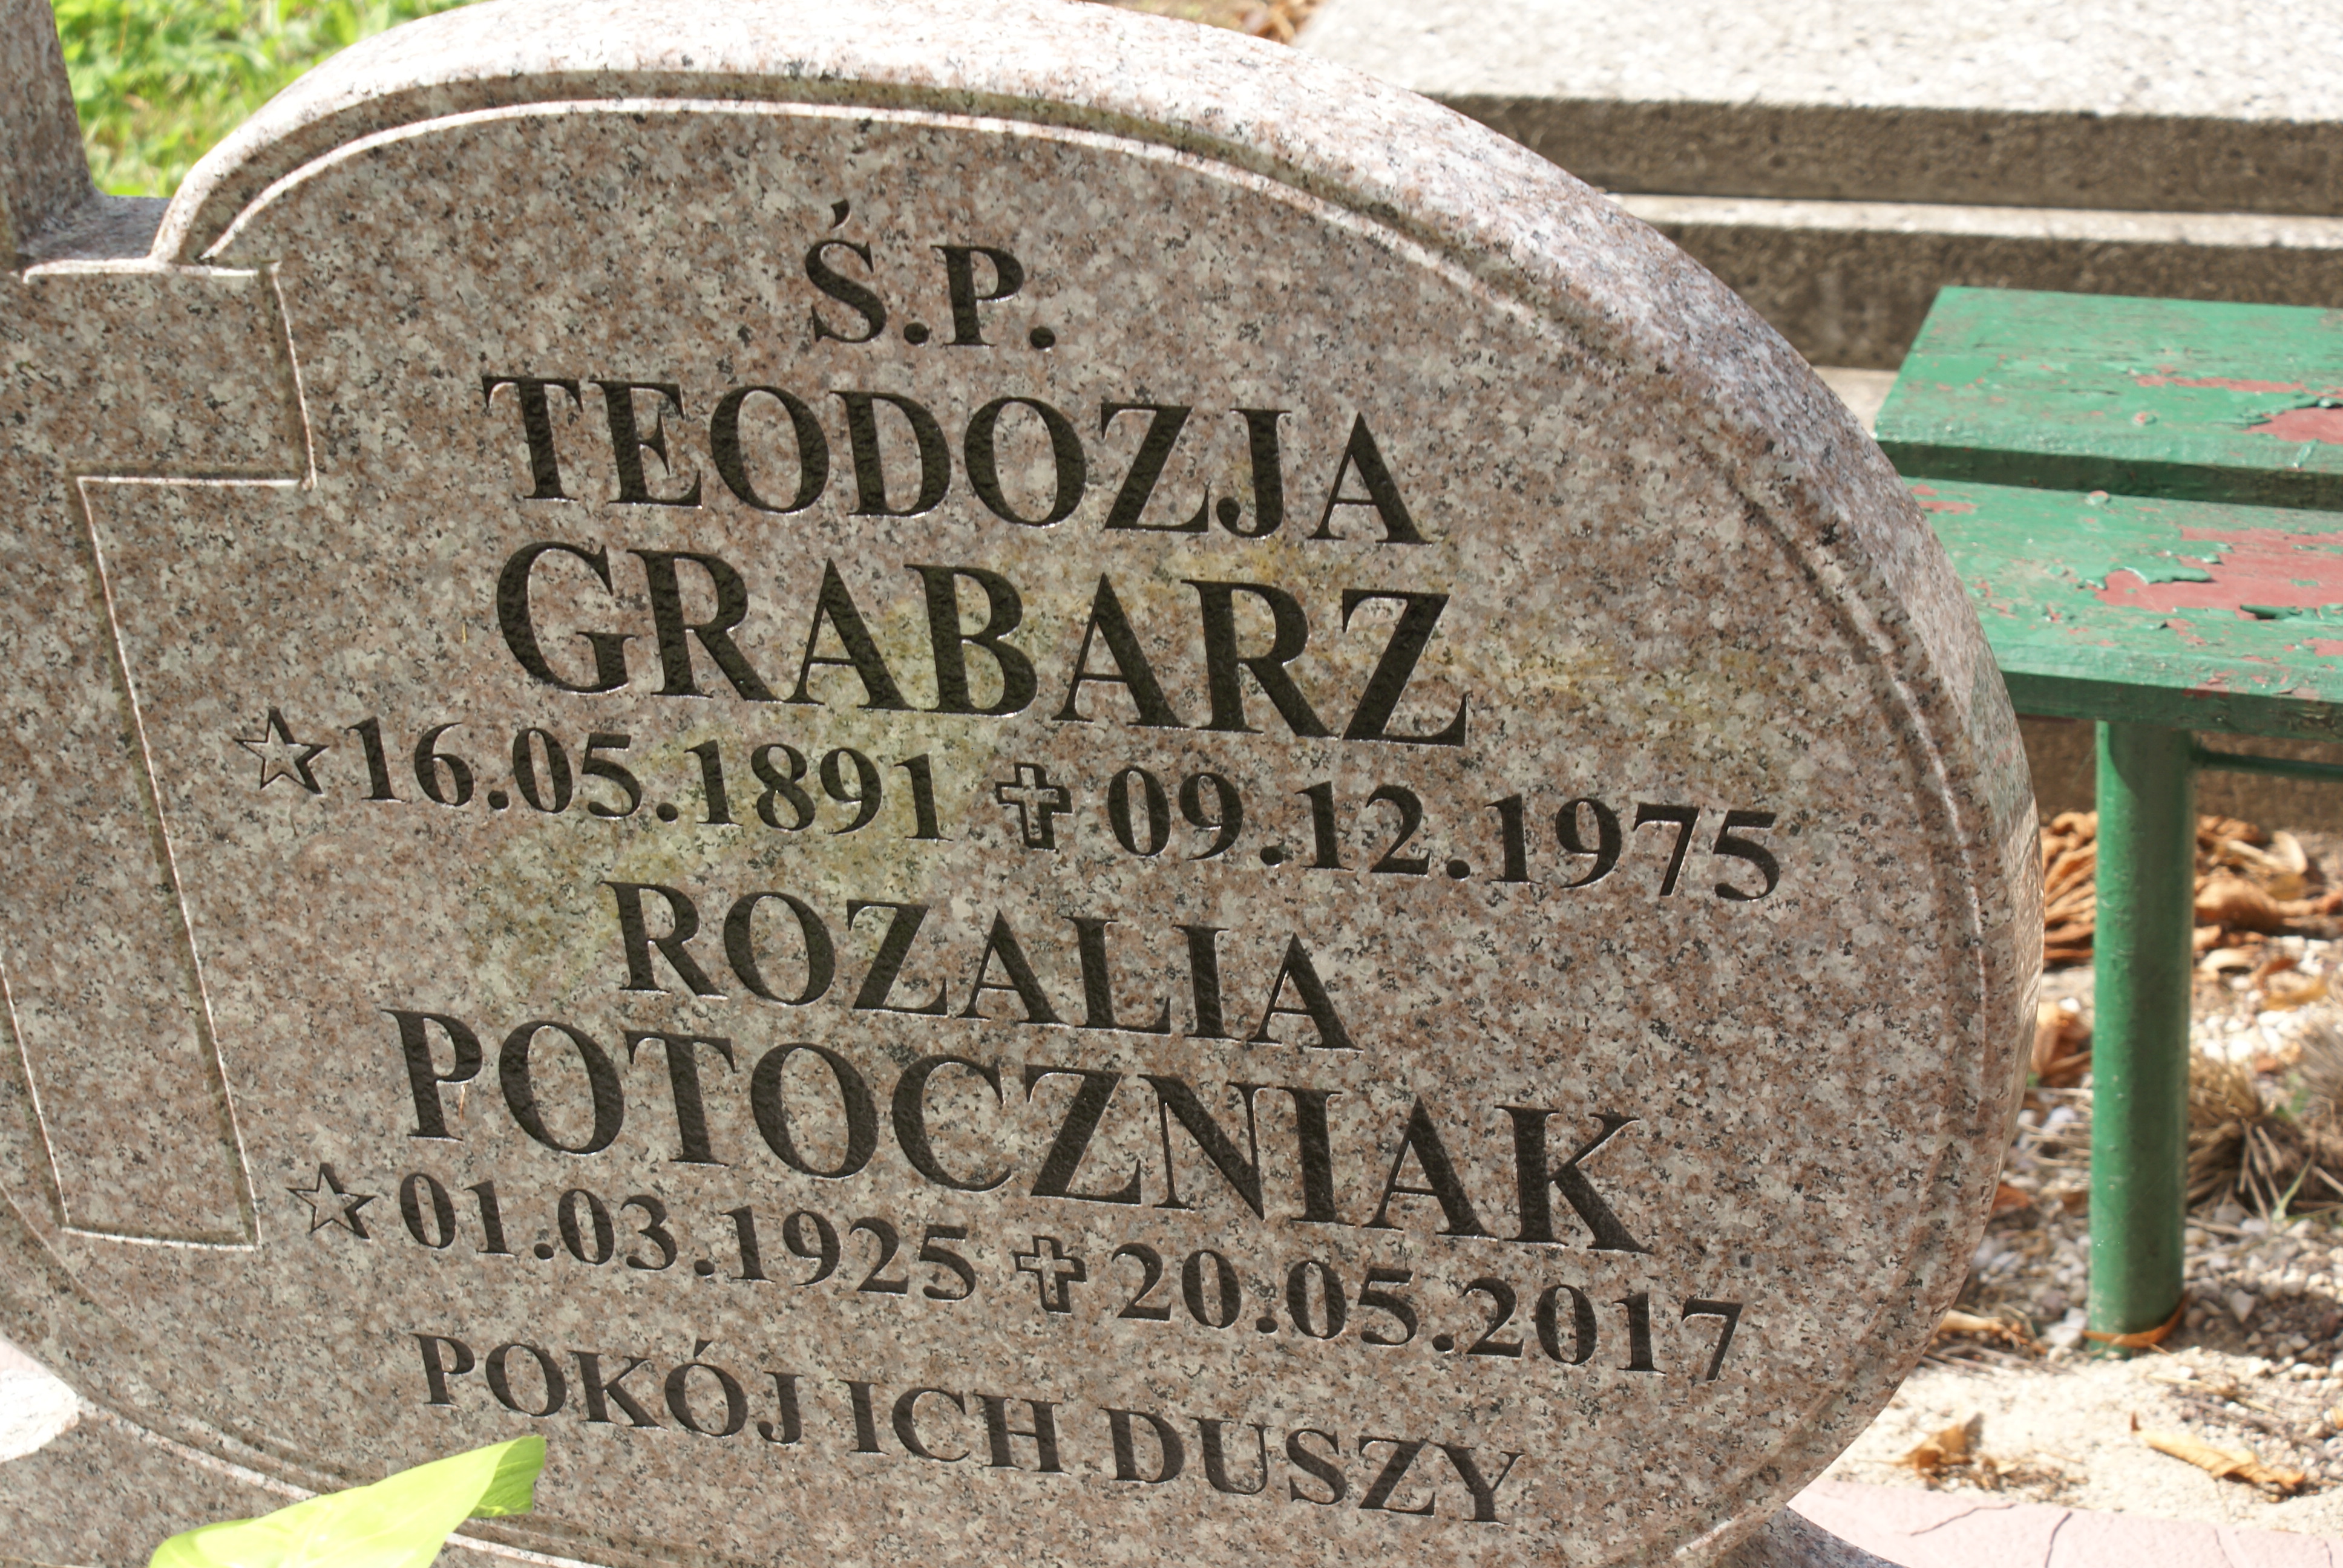 Ś.P.
TEODOZJA
GRABARZ
☆16.05.1891 ✝09.12.1975
ROZALIA
POTOCZNIAK
☆01.03.1925 ✝20.05.2017
POKÓJ ICH DUSZY